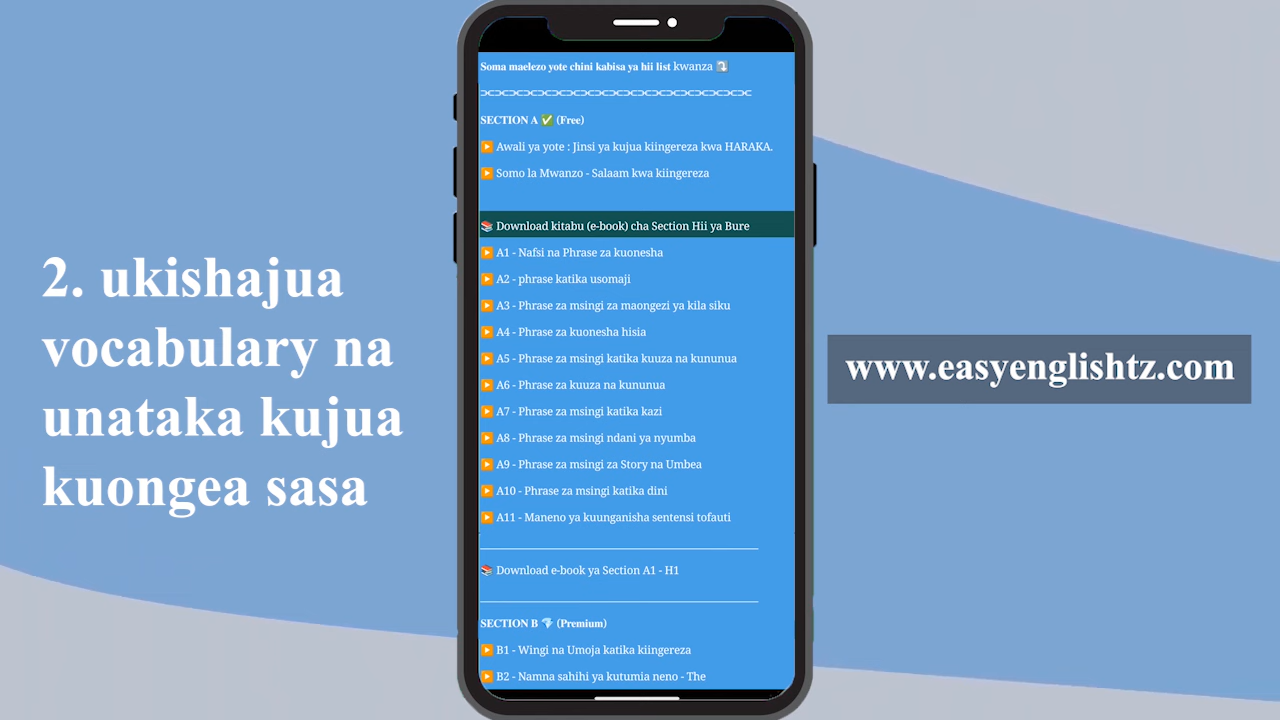 2. ukishajua
vocabulary na
unataka kujua
kuongea sasa
Soma maelezo yote chini kabisa ya hii list kwanza ⤵️
SECTION A ✅ (Free)
▶️ Awali ya yote : Jinsi ya kujua kiingereza kwa HARAKA.
▶️ Somo la Mwanzo - Salaam kwa kiingereza
📚 Download kitabu (e-book) cha Section Hii ya Bure
▶️ A1 - Nafsi na Phrase za kuonesha
▶️ A2 - phrase katika usomaji
▶️ A3 - Phrase za msingi za maongezi ya kila siku
▶️ A4 - Phrase za kuonesha hisia
▶️ A5 - Phrase za msingi katika kuuza na kununua
▶️ A6 - Phrase za kuuza na kununua
▶️ A7 - Phrase za msingi katika kazi
▶️ A8 - Phrase za msingi ndani ya nyumba
▶️ A9 - Phrase za msingi za Story na Umbea
▶️ A10 - Phrase za msingi katika dini
▶️ A11 - Maneno ya kuunganisha sentensi tofauti
📚 Download e-book ya Section A1 - H1
SECTION B 💎 (Premium)
▶️ B1 - Wingi na Umoja katika kiingereza
▶️ B2 - Namna sahihi ya kutumia neno - The
www.easyenglishtz.com